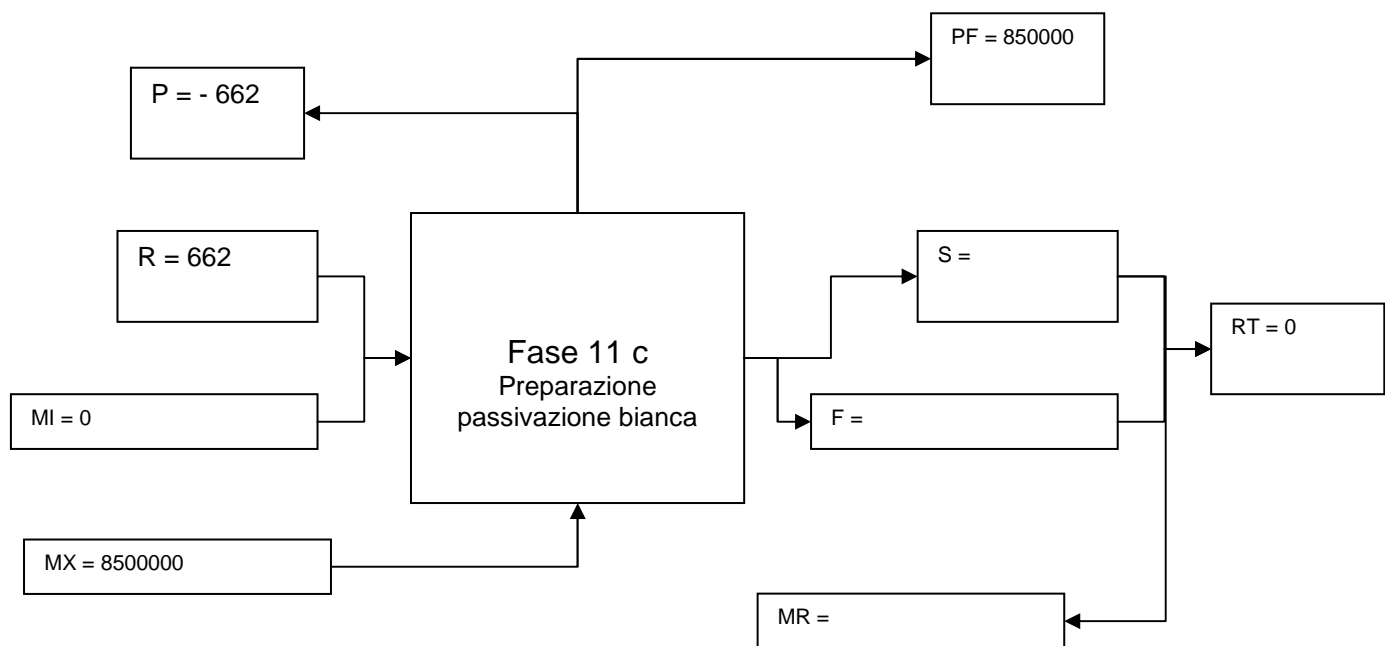 PF = 850000
P = - 662
R = 662
S =
RT = 0
Fase 11 c
Preparazione
passivazione bianca
MI = 0
F =
MX = 8500000
MR =